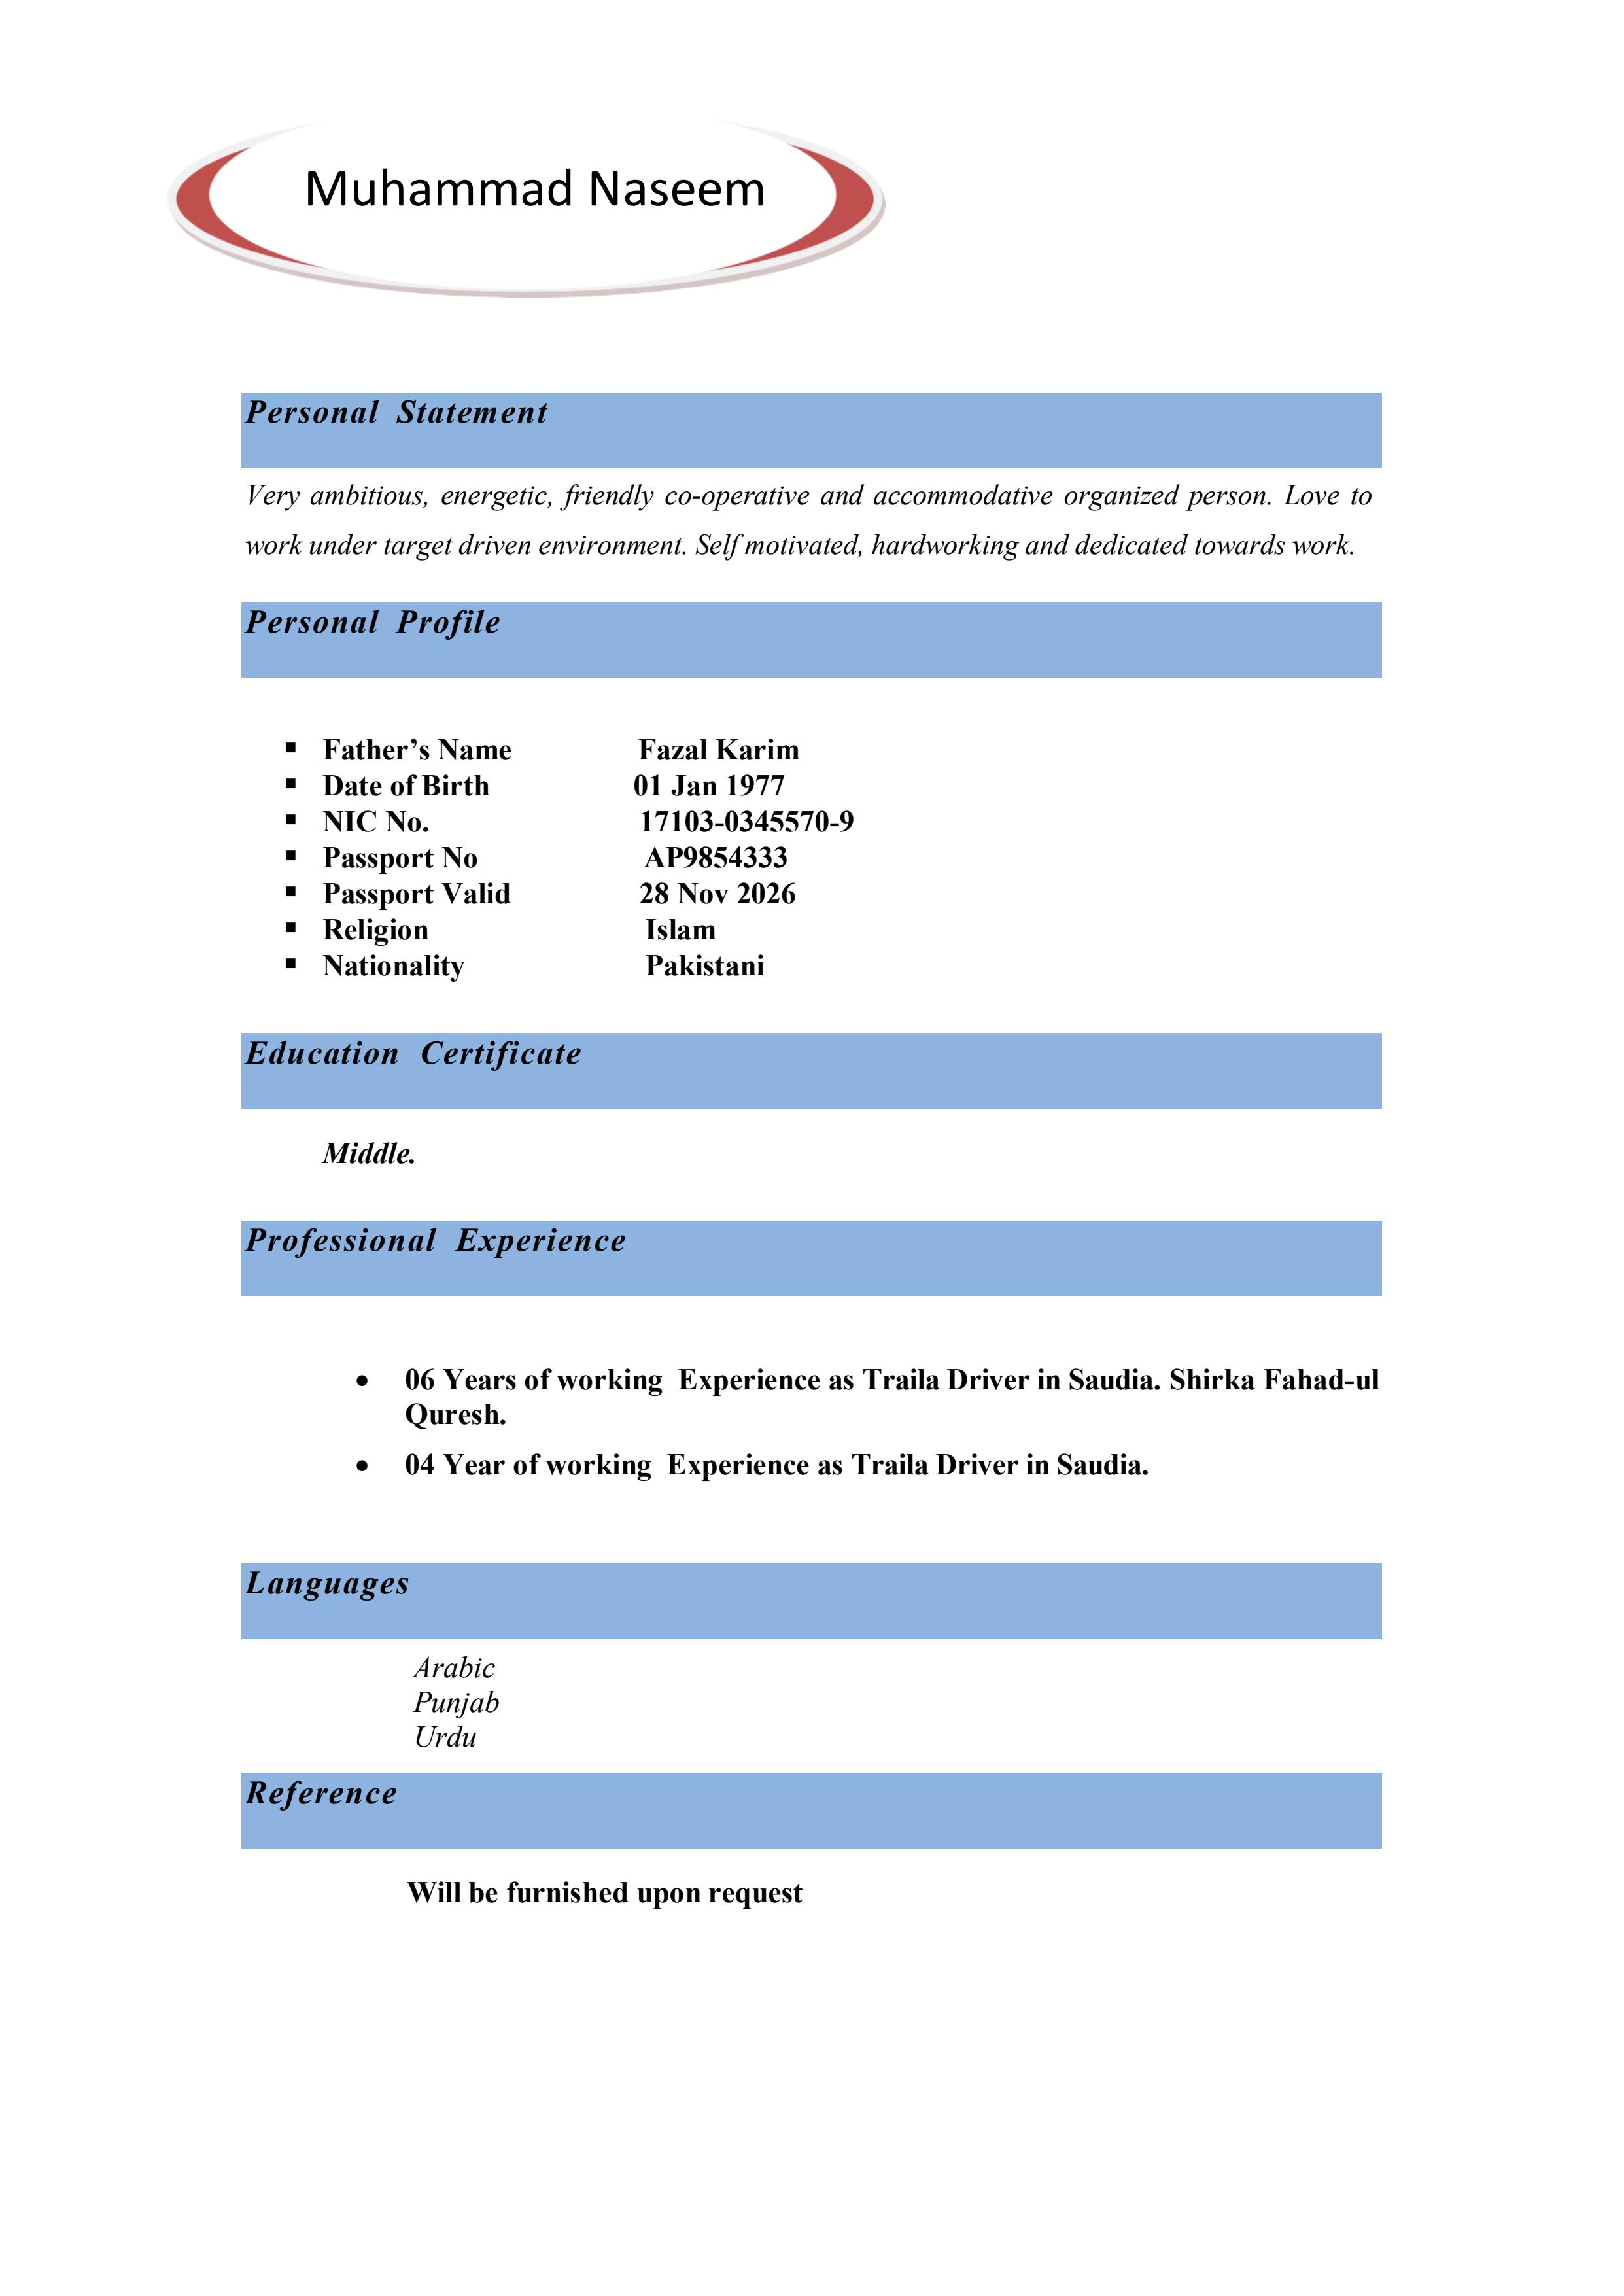 Muhammad Naseem
Personal Statement
Very ambitious, energetic, friendly co-operative and accommodative organized person. Love to
work under target driven environment. Self motivated, hardworking and dedicated towards work.
Personal Profile
▪ Father’s Name Fazal Karim
▪ Date of Birth 01 Jan 1977
▪ NIC No. 17103-0345570-9
▪ Passport No AP9854333
▪ Passport Valid 28 Nov 2026
▪ Religion Islam
▪ Nationality Pakistani
Education Certificate
Middle.
Professional Experience
• 06 Years of working Experience as Traila Driver in Saudia. Shirka Fahad-ul
Quresh.
• 04 Year of working Experience as Traila Driver in Saudia.
Languages
Arabic
Punjab
Urdu
Reference
Will be furnished upon request